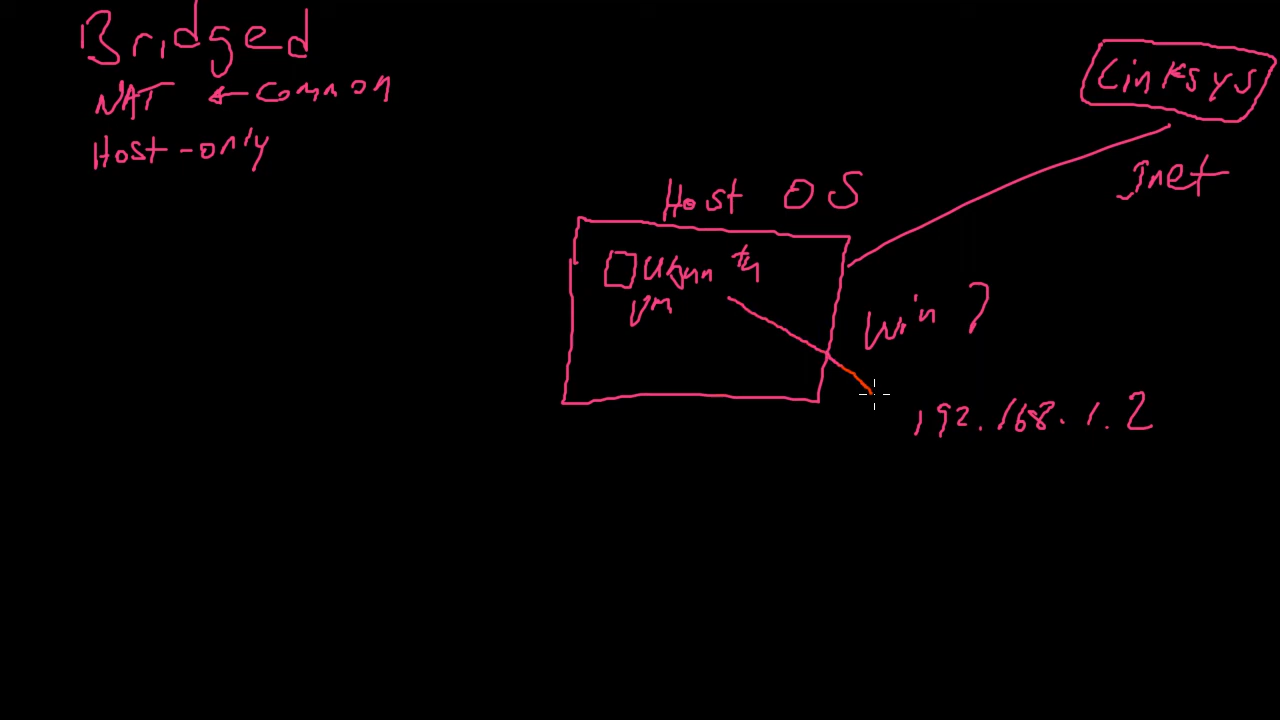 Bridged
NAT ← common
Host-only
Linksys
Inet
Host OS
Ubuntu
VM
Win 7
192.168.1.2